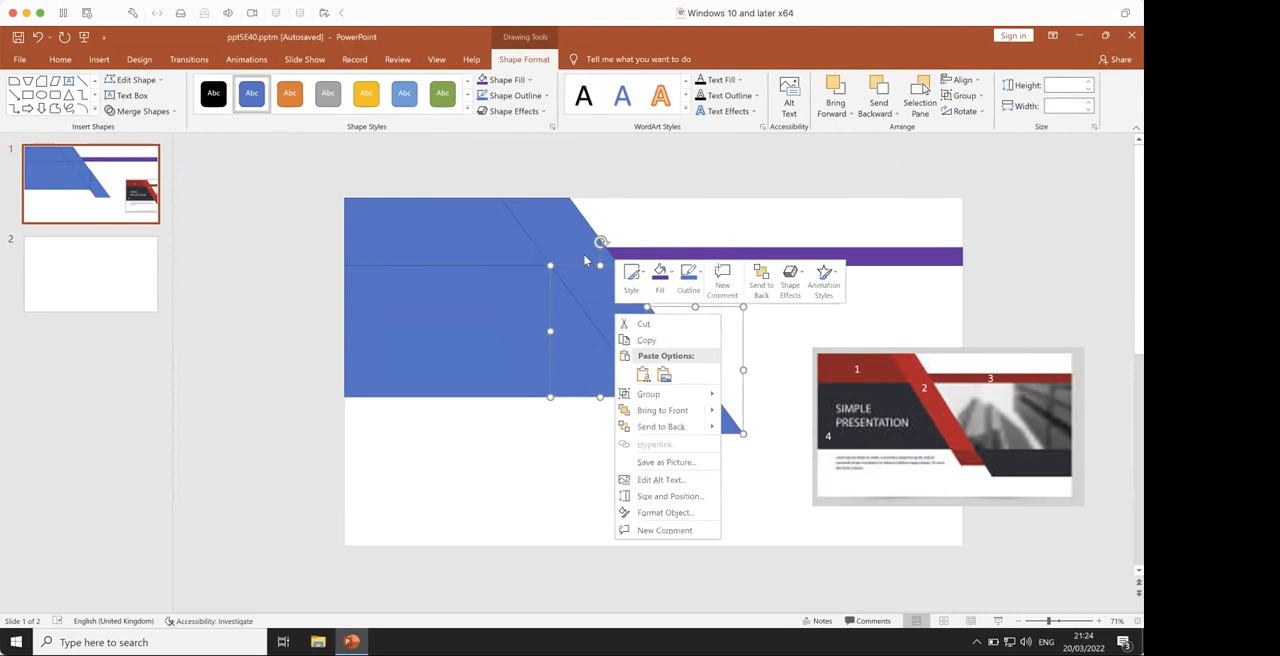 Windows 10 and later x64
ppt5E40.pptm [Autosaved] - PowerPoint
Drawing Tools
Sign in
File Home Insert Design Transitions Animations Slide Show Record Review View Help Shape Format Tell me what you want to do Share
Edit Shape
Text Box
Merge Shapes
Insert Shapes
Abc Abc Abc Abc Abc Abc Abc
Shape Fill
Shape Outline
Shape Effects
Shape Styles
A A A
Text Fill
Text Outline
Text Effects
WordArt Styles
Alt
Text
Accessibility
Bring
Forward
Send
Backward
Selection
Pane
Align
Group
Rotate
Arrange
Height:
Width:
Size
1
2
Style
Fill
Outline
New
Comment
Send to
Back
Shape
Effects
Animation
Styles
Cut
Copy
Paste Options:
Group
Bring to Front
Send to Back
Hyperlink...
Save as Picture...
Edit Alt Text...
Size and Position...
Format Object...
New Comment
1
2
3
SIMPLE
PRESENTATION
4
Slide 1 of 2
English (United Kingdom)
Accessibility: Investigate
Notes
Comments
71%
Type here to search
ENG
21:24
20/03/2022
3